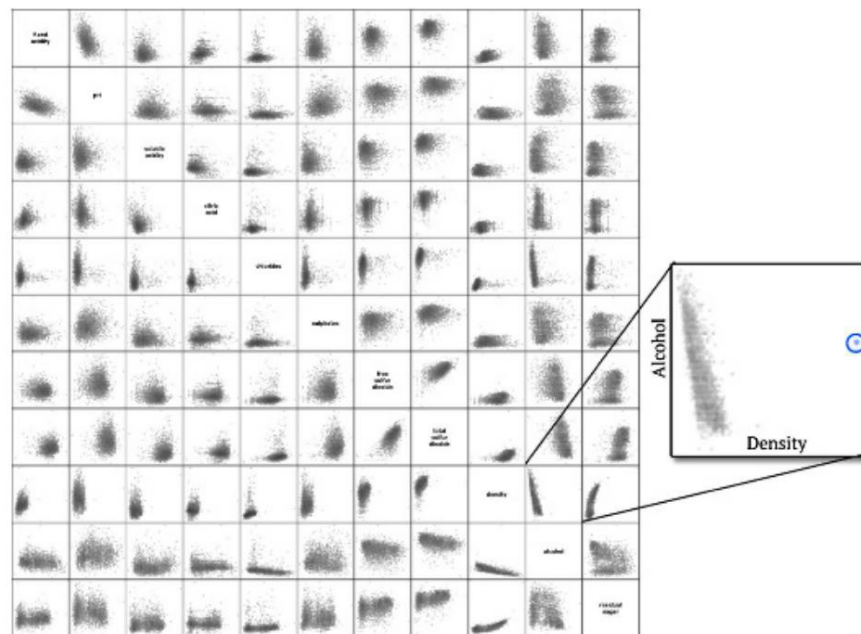 fixed
acidity
pH
volatile
acidity
citric
acid
chlorides
sulphates
free
sulfur
dioxide
total
sulfur
dioxide
density
alcohol
residual
sugar
Alcohol
Density